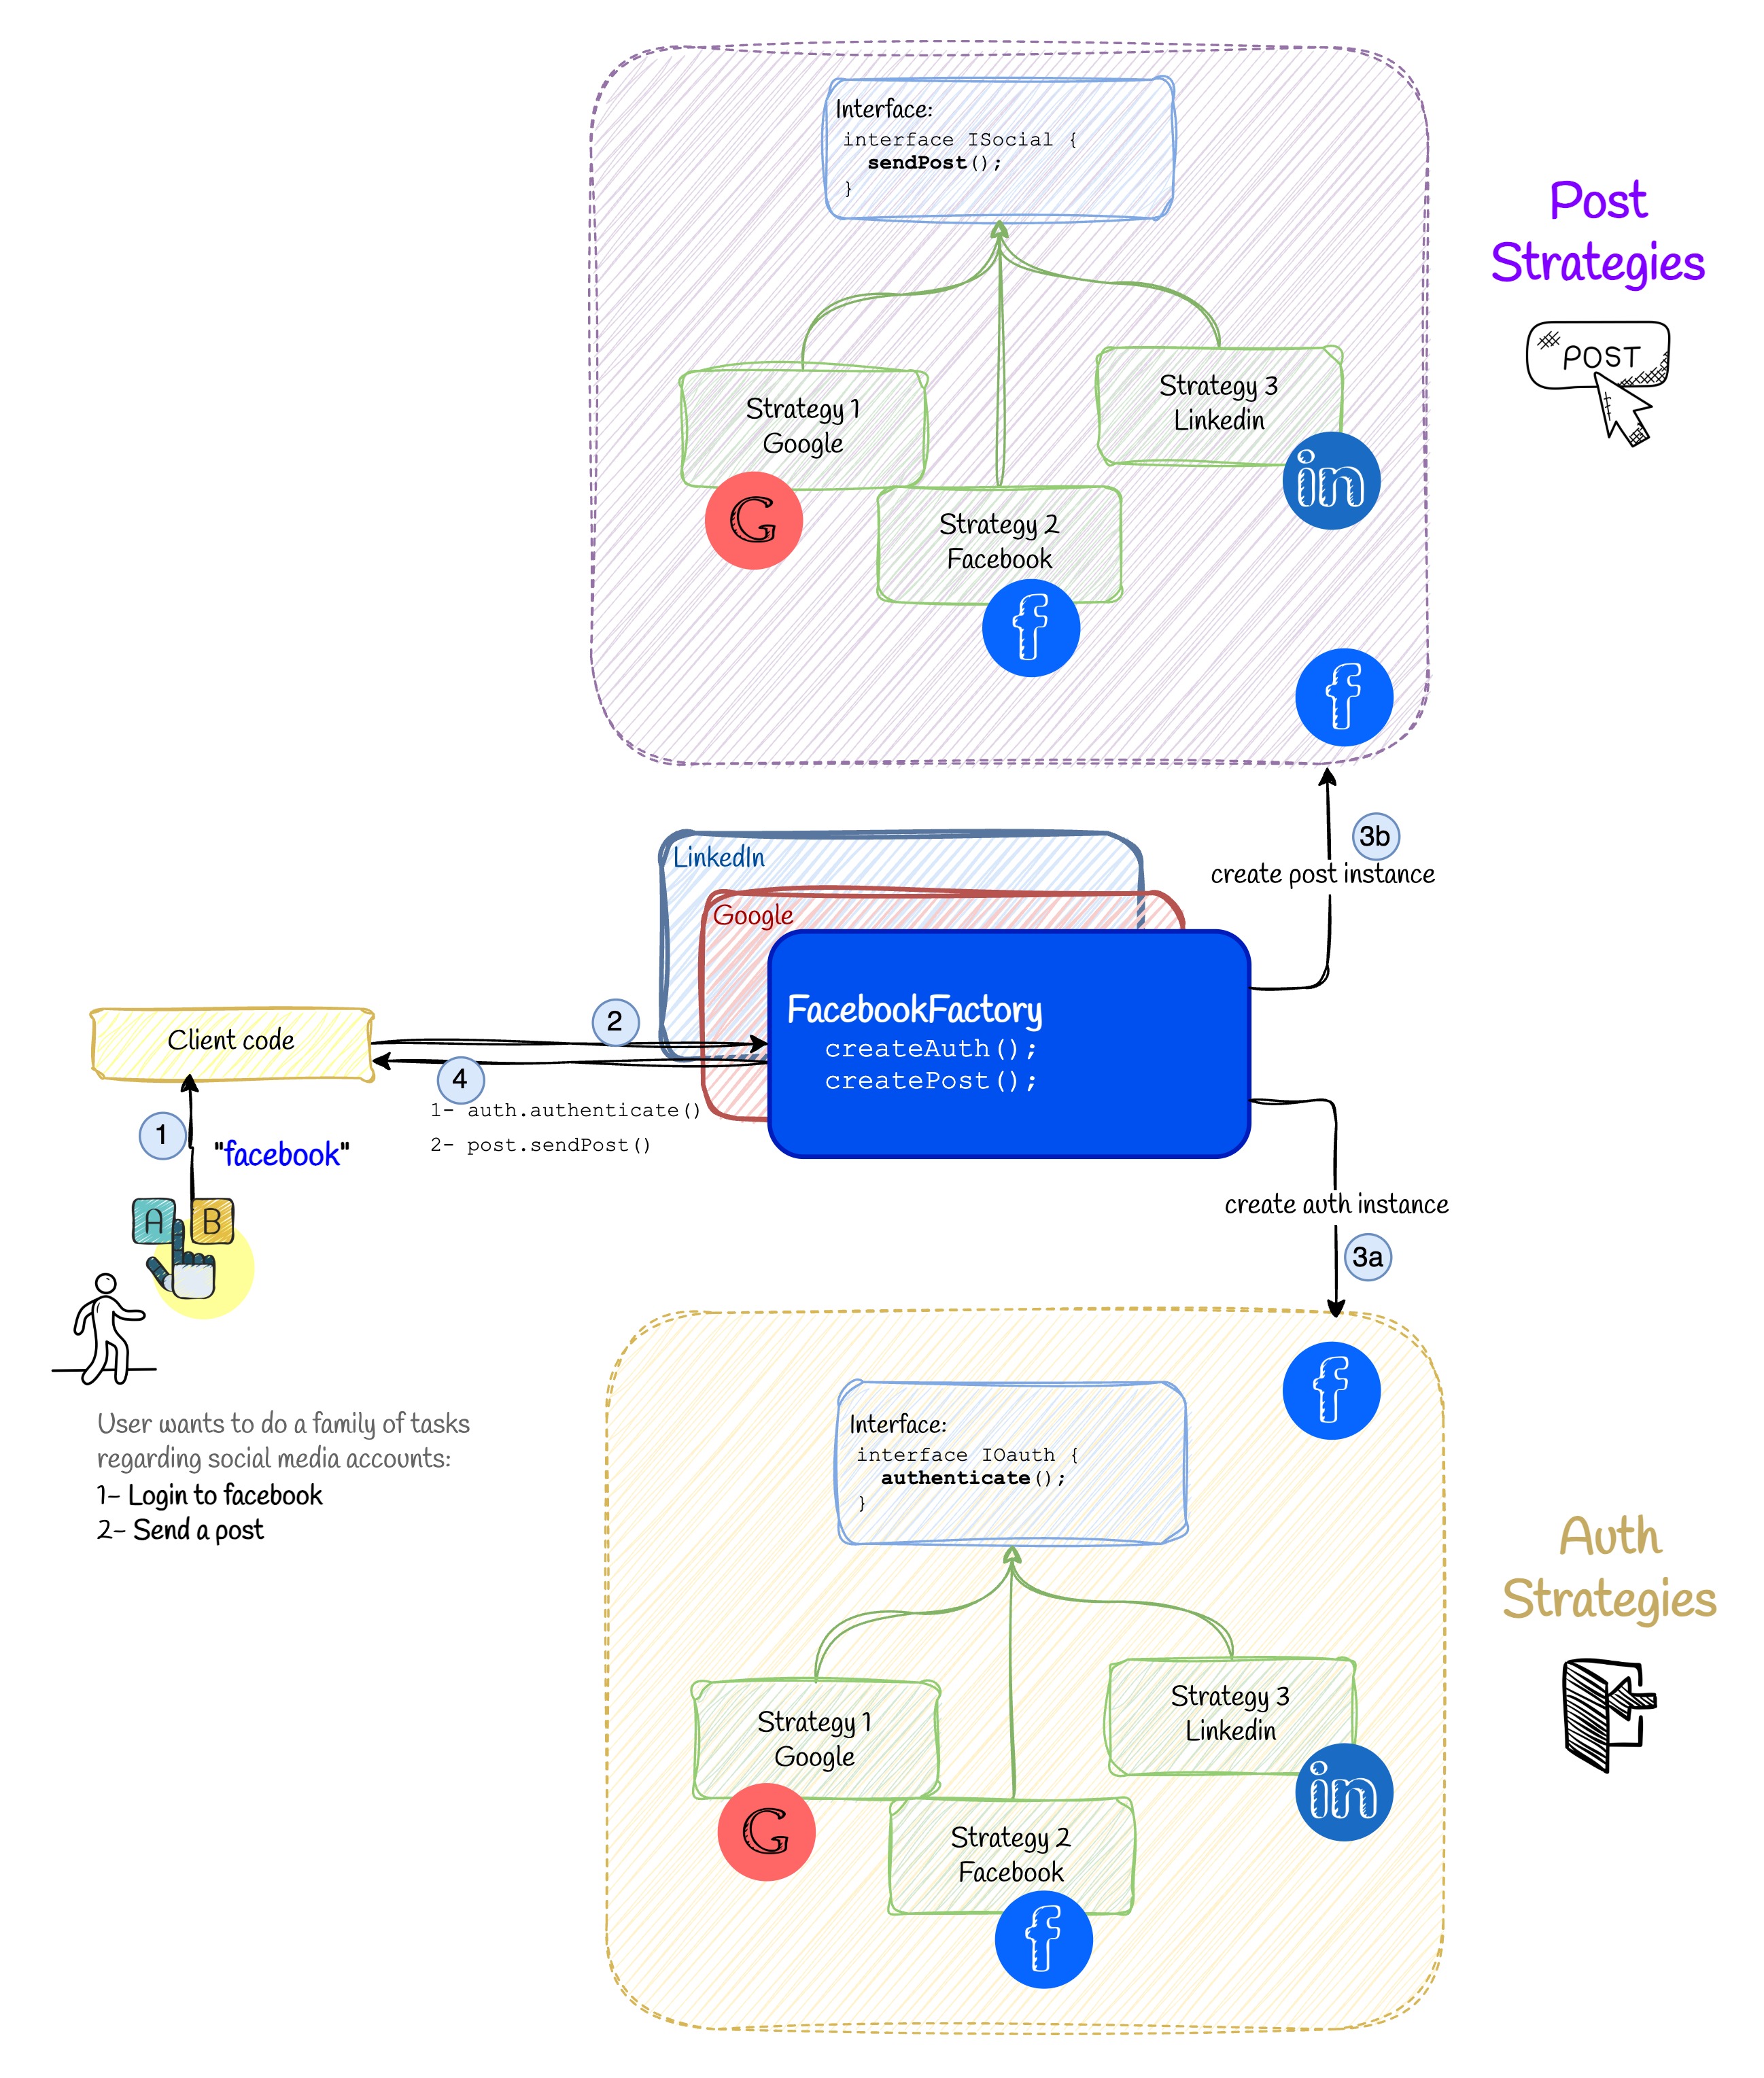 Interface:
interface ISocial {
sendPost();
}
Post
Strategies
POST
Strategy 1
Google
Strategy 3
Linkedin
G
in
Strategy 2
Facebook
f
f
3b
create post instance
LinkedIn
Google
FacebookFactory
createAuth();
createPost();
2
Client code
4
1- auth.authenticate()
2- post.sendPost()
1
"facebook"
A
B
create auth instance
3a
User wants to do a family of tasks
regarding social media accounts:
1- Login to facebook
2- Send a post
f
Interface:
interface IOauth {
authenticate();
}
Auth
Strategies
Strategy 1
Google
Strategy 3
Linkedin
G
in
Strategy 2
Facebook
f